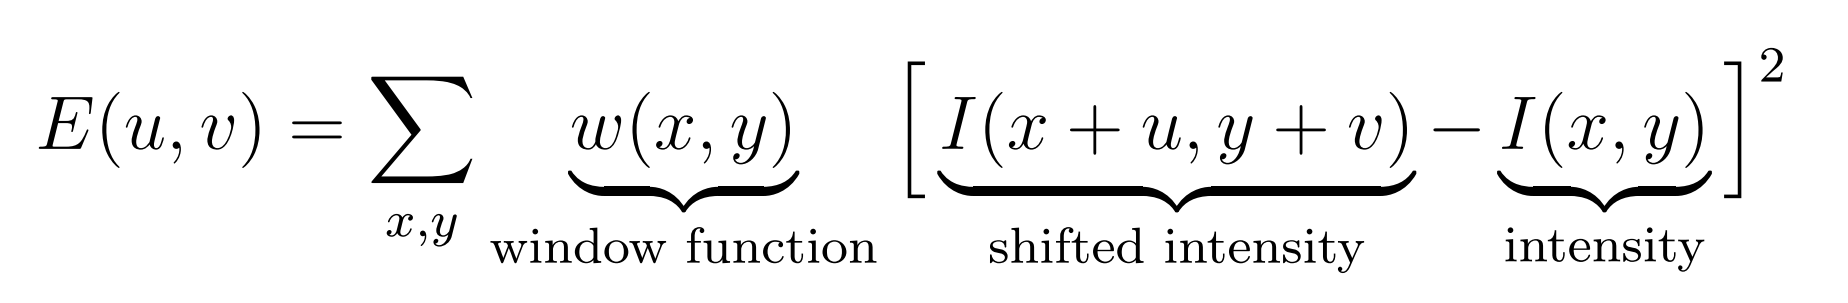 E(u, v) = ∑ w(x, y) [I(x + u, y + v) − I(x, y)]²
x,y
window function shifted intensity intensity